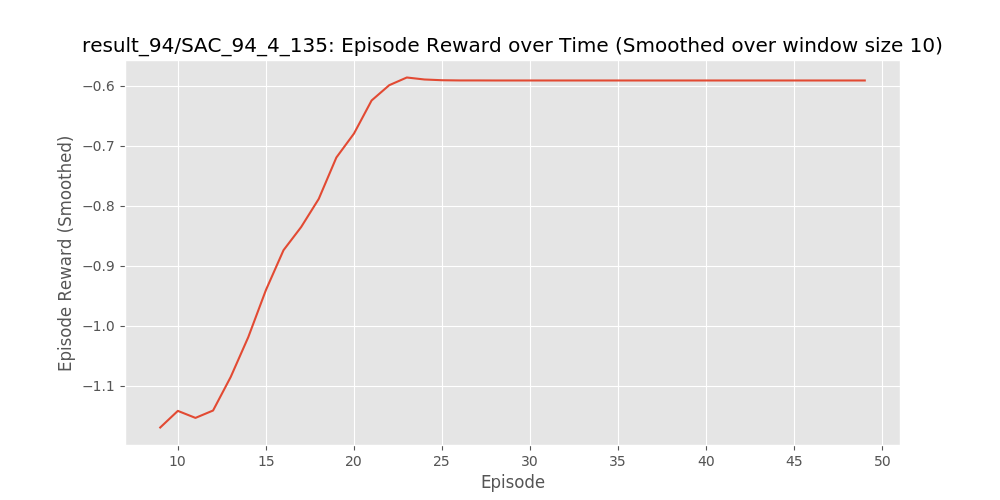 result_94/SAC_94_4_135: Episode Reward over Time (Smoothed over window size 10)
Episode Reward (Smoothed)
−0.6
−0.7
−0.8
−0.9
−1.0
−1.1
10 15 20 25 30 35 40 45 50
Episode